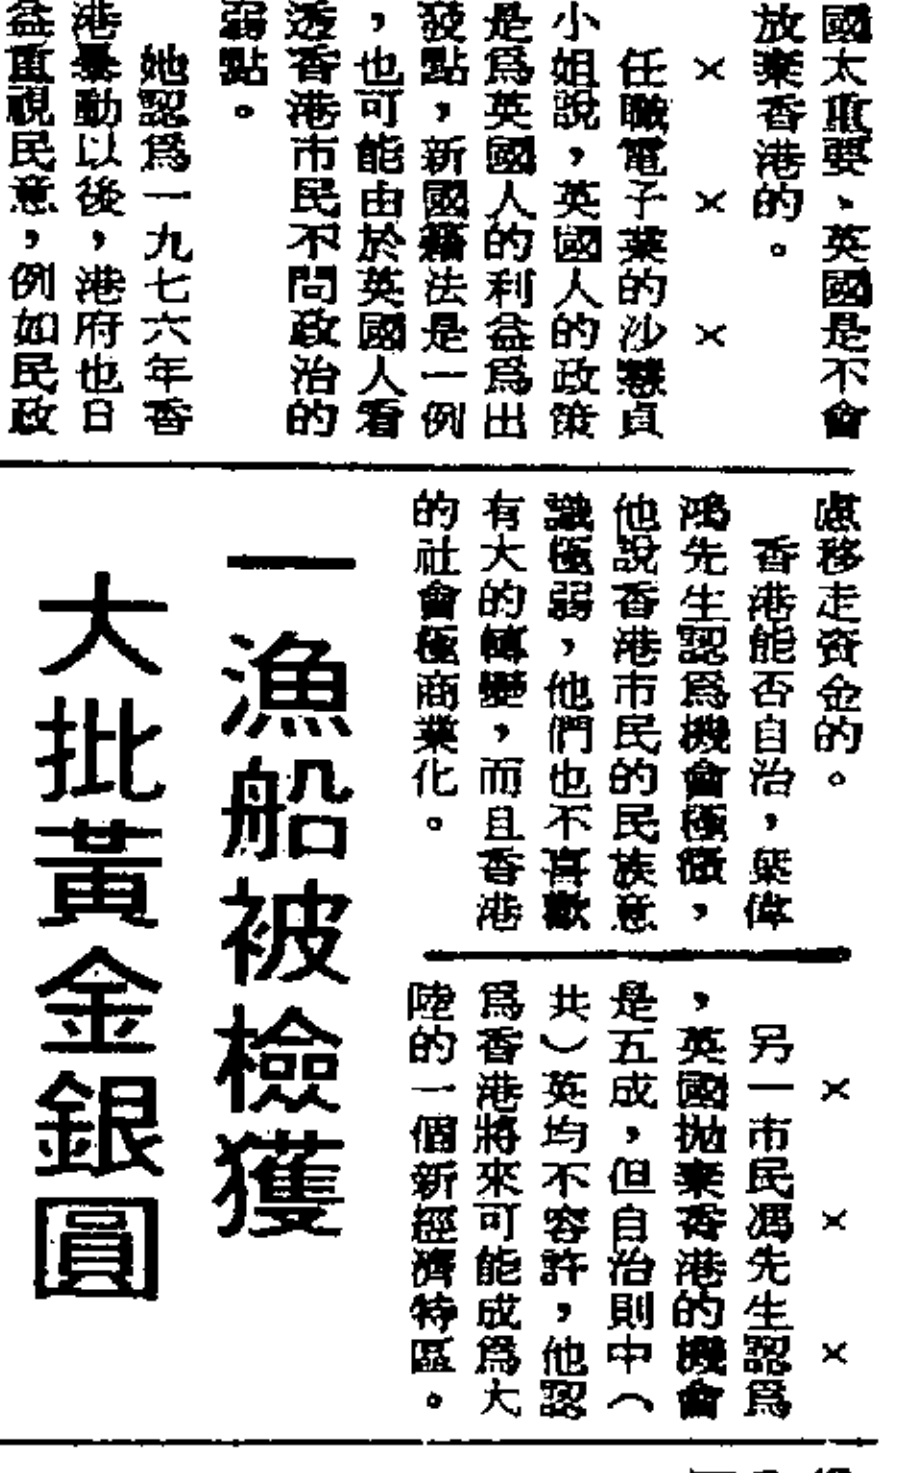 國太重要、英國是不會
放棄香港的。
× × ×
任職電子業的沙慧貞
小姐說，英國人的政策
是爲英國人的利益爲出
發點，新國籍法是一例
，也可能由於英國人看
透香港市民不問政治的
弱點。
她認爲一九七六年香
港暴動以後，港府也日
益重視民意，例如民政
慮移走資金的。
香港能否自治，葉偉
鴻先生認爲機會極微，
他說香港市民的民族意
識極弱，他們也不喜歡
有大的轉變，而且香港
的社會極商業化。
× × ×
另一市民馮先生認爲
，英國拋棄香港的機會
是五成，但自治則中（
共）英均不容許，他認
爲香港將來可能成爲大
陸的一個新經濟特區。
一漁船被檢獲
大批黃金銀圓